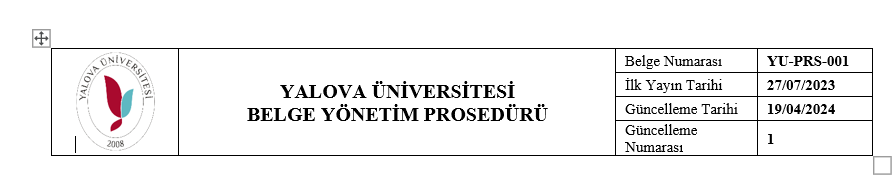 YALOVA ÜNİVERSİTESİ
2008
YALOVA ÜNİVERSİTESİ
BELGE YÖNETİM PROSEDÜRÜ
Belge Numarası YU-PRS-001
İlk Yayın Tarihi 27/07/2023
Güncelleme Tarihi 19/04/2024
Güncelleme
Numarası 1